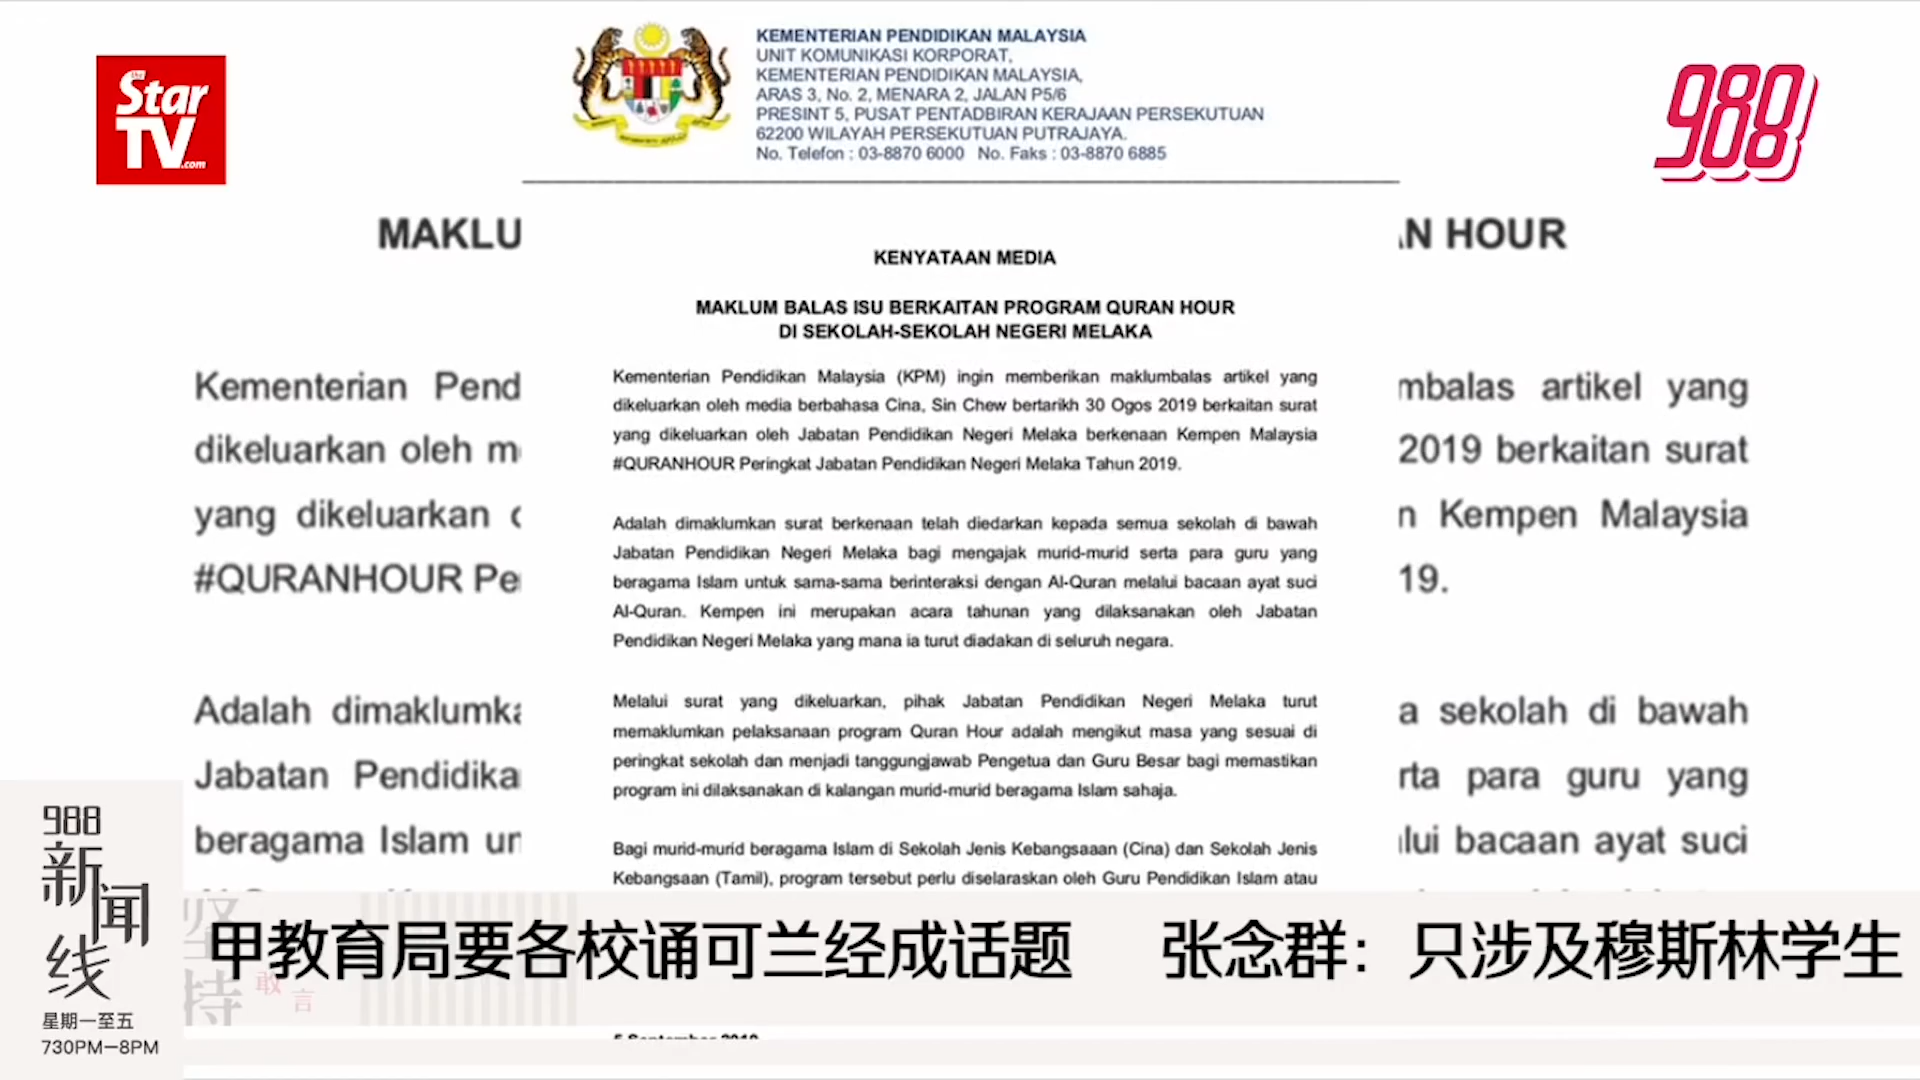 the
Star
TV
.com
KEMENTERIAN PENDIDIKAN MALAYSIA
UNIT KOMUNIKASI KORPORAT,
KEMENTERIAN PENDIDIKAN MALAYSIA,
ARAS 3, No. 2, MENARA 2, JALAN P5/6
PRESINT 5, PUSAT PENTADBIRAN KERAJAAN PERSEKUTUAN
62200 WILAYAH PERSEKUTUAN PUTRAJAYA.
No. Telefon : 03-8870 6000 No. Faks : 03-8870 6885
988
MAKLU
AN HOUR
KENYATAAN MEDIA
MAKLUM BALAS ISU BERKAITAN PROGRAM QURAN HOUR
DI SEKOLAH-SEKOLAH NEGERI MELAKA
Kementerian Pendidikan Malaysia (KPM) ingin memberikan maklumbalas artikel yang
dikeluarkan oleh media berbahasa Cina, Sin Chew bertarikh 30 Ogos 2019 berkaitan surat
yang dikeluarkan oleh Jabatan Pendidikan Negeri Melaka berkenaan Kempen Malaysia
#QURANHOUR Peringkat Jabatan Pendidikan Negeri Melaka Tahun 2019.
Adalah dimaklumkan surat berkenaan telah diedarkan kepada semua sekolah di bawah
Jabatan Pendidikan Negeri Melaka bagi mengajak murid-murid serta para guru yang
beragama Islam untuk sama-sama berinteraksi dengan Al-Quran melalui bacaan ayat suci
Al-Quran. Kempen ini merupakan acara tahunan yang dilaksanakan oleh Jabatan
Pendidikan Negeri Melaka yang mana ia turut diadakan di seluruh negara.
Melalui surat yang dikeluarkan, pihak Jabatan Pendidikan Negeri Melaka turut
memaklumkan pelaksanaan program Quran Hour adalah mengikut masa yang sesuai di
peringkat sekolah dan menjadi tanggungjawab Pengetua dan Guru Besar bagi memastikan
program ini dilaksanakan di kalangan murid-murid beragama Islam sahaja.
Bagi murid-murid beragama Islam di Sekolah Jenis Kebangsaaan (Cina) dan Sekolah Jenis
Kebangsaan (Tamil), program tersebut perlu diselaraskan oleh Guru Pendidikan Islam atau
Kementerian Pend
dikeluarkan oleh m
yang dikeluarkan
#QURANHOUR Pe
Adalah dimaklumk
Jabatan Pendidika
beragama Islam un
mbalas artikel yang
2019 berkaitan surat
n Kempen Malaysia
19.
a sekolah di bawah
rta para guru yang
lui bacaan ayat suci
988
新闻线
星期一至五
730PM—8PM
坚持
敢言
甲教育局要各校诵可兰经成话题 张念群：只涉及穆斯林学生
5 September 2019